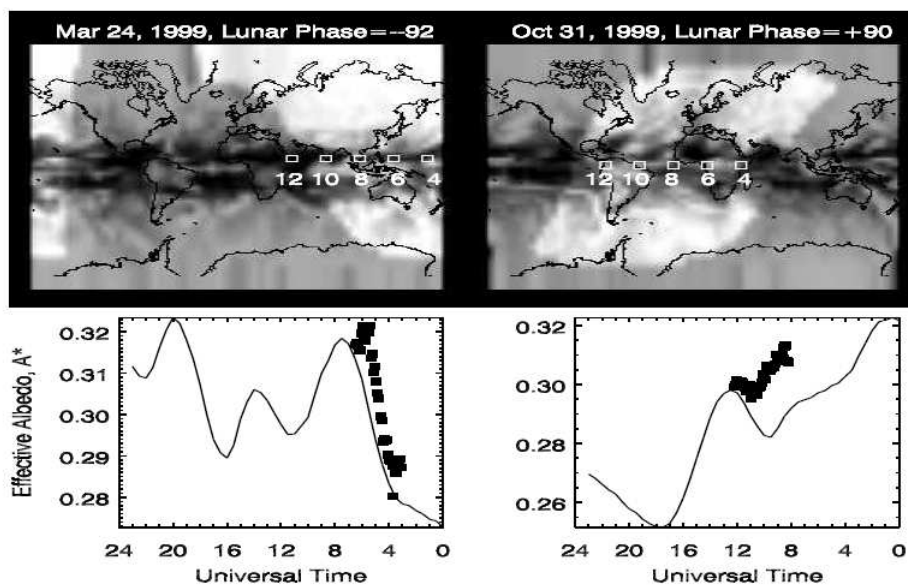 Mar 24, 1999, Lunar Phase=--92
Oct 31, 1999, Lunar Phase=+90
12 10 8 6 4
12 10 8 6 4
Effective Albedo, A*
0.32
0.31
0.30
0.29
0.28
24 20 16 12 8 4 0
Universal Time
0.32
0.30
0.28
0.26
24 20 16 12 8 4 0
Universal Time